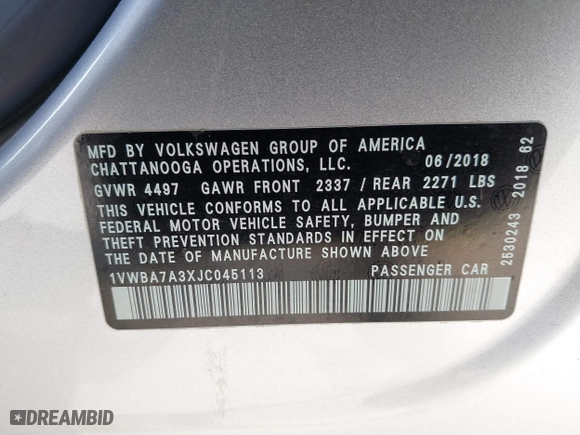 MFD BY VOLKSWAGEN GROUP OF AMERICA
CHATTANOOGA OPERATIONS, LLC. 06/2018
GVWR 4497 GAWR FRONT 2337 / REAR 2271 LBS
THIS VEHICLE CONFORMS TO ALL APPLICABLE U.S.
FEDERAL MOTOR VEHICLE SAFETY, BUMPER AND
THEFT PREVENTION STANDARDS IN EFFECT ON
THE DATE OF MANUFACTURE SHOWN ABOVE
1VWBA7A3XJC045113 PASSENGER CAR
2530243 2018 62
DREAMBID